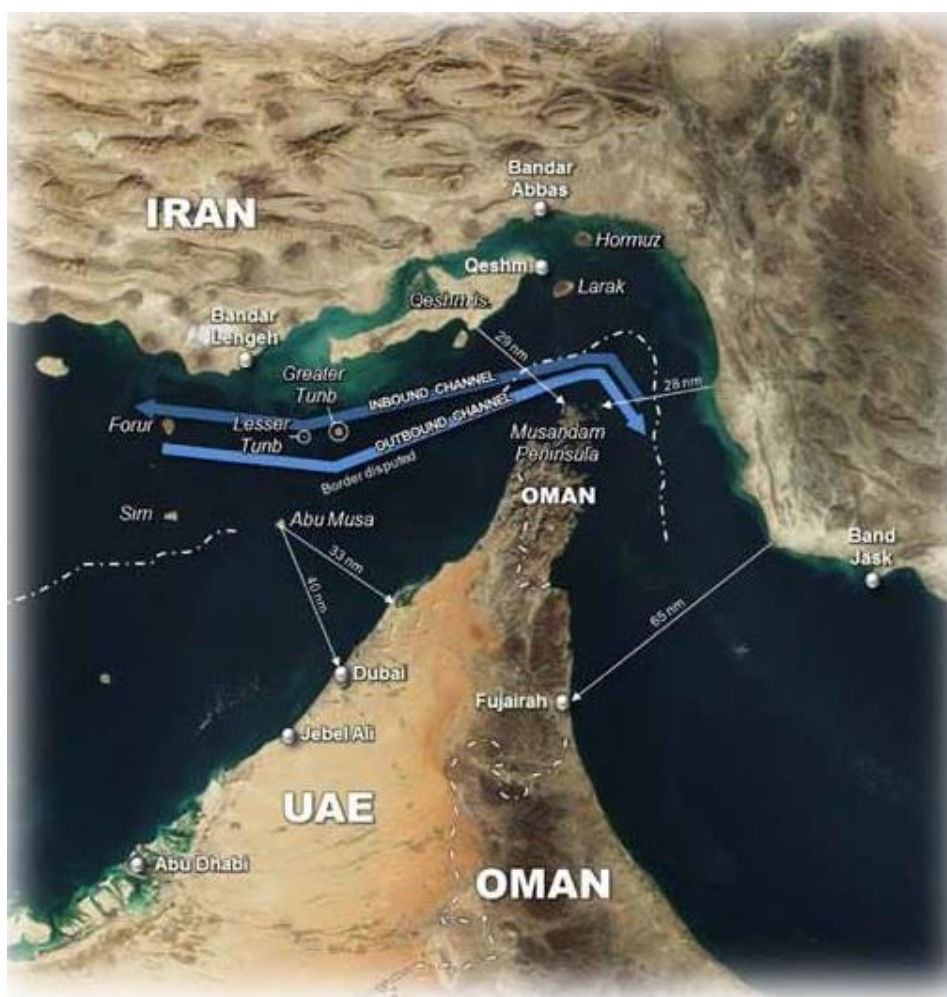 Bandar
Abbas
IRAN
Hormuz
Qeshm
Larak
Qeshm Is.
Bandar
Lengeh
29 nm
Greater
Tunb
INBOUND CHANNEL
28 nm
Forur
Lesser
Tunb
OUTBOUND CHANNEL
Musandam
Peninsula
Border disputed
OMAN
Sirri
Abu Musa
Band
Jask
33 nm
40 nm
65 nm
Dubai
Fujairah
Jebel Ali
UAE
Abu Dhabi
OMAN